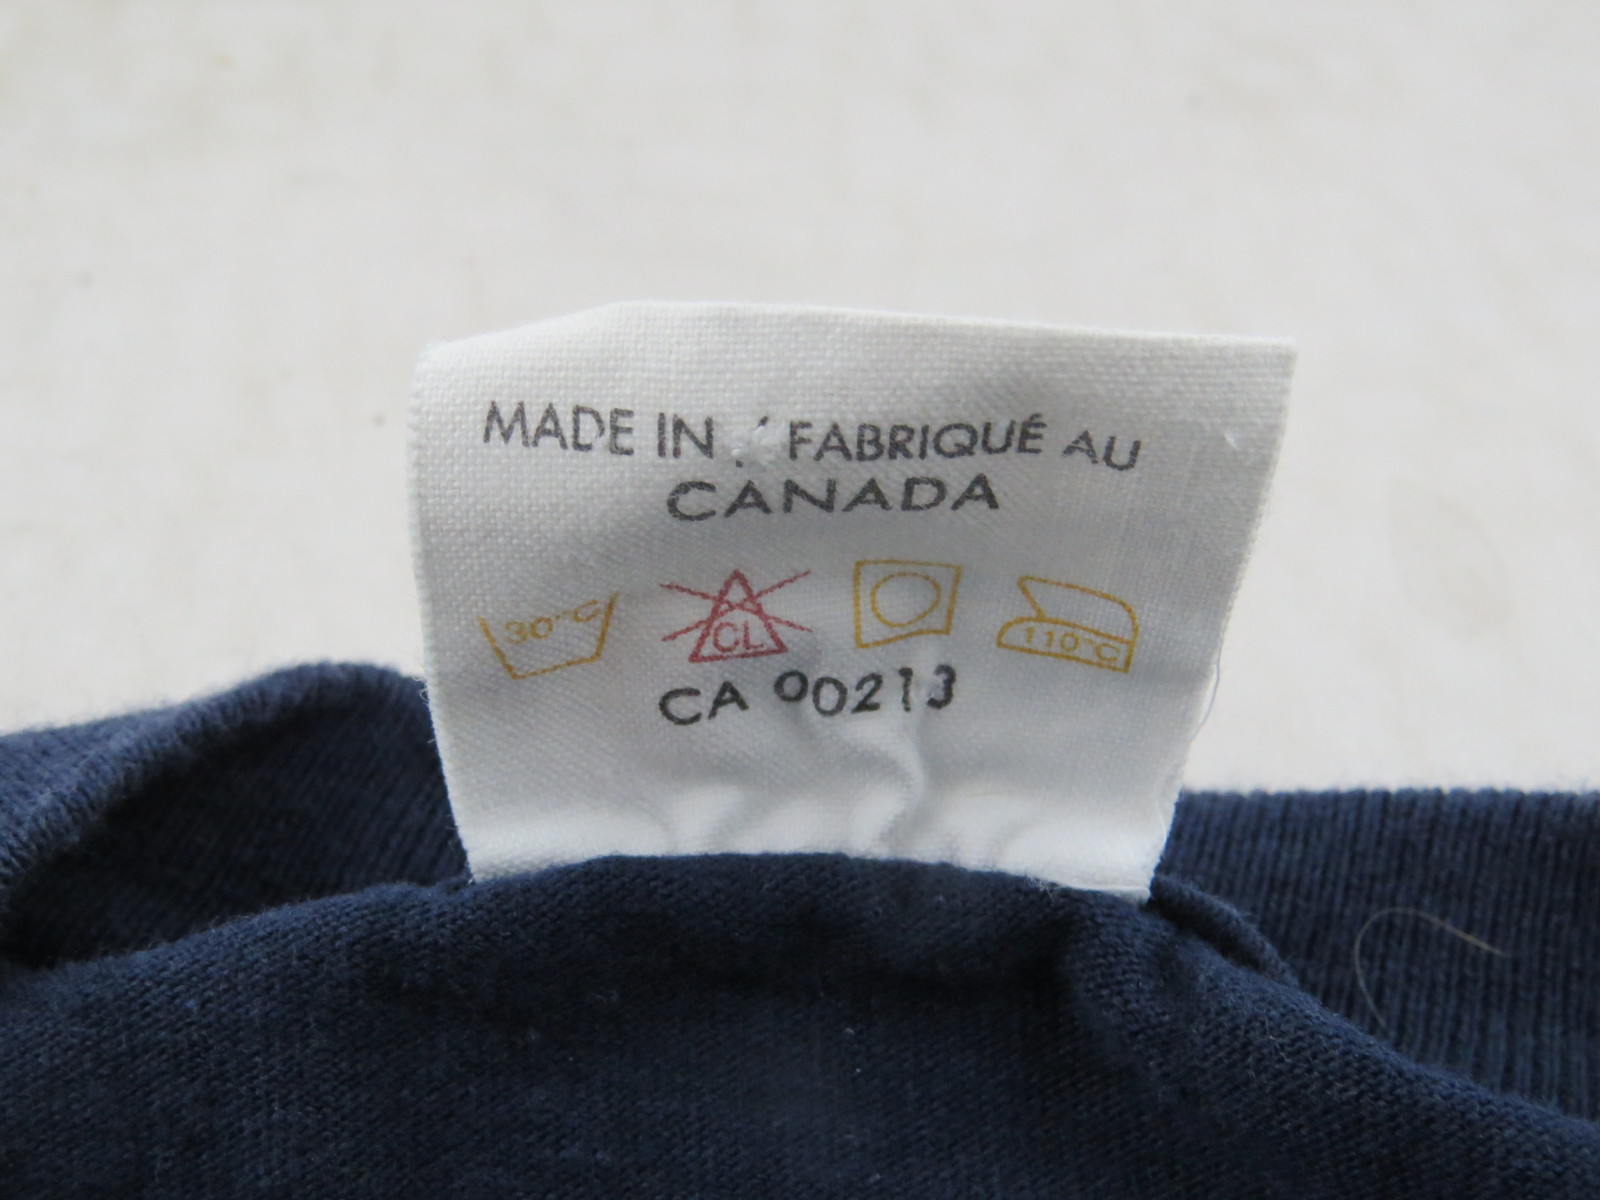 MADE IN / FABRIQUÉ AU
CANADA
30°C CL 110°C
CA 00213